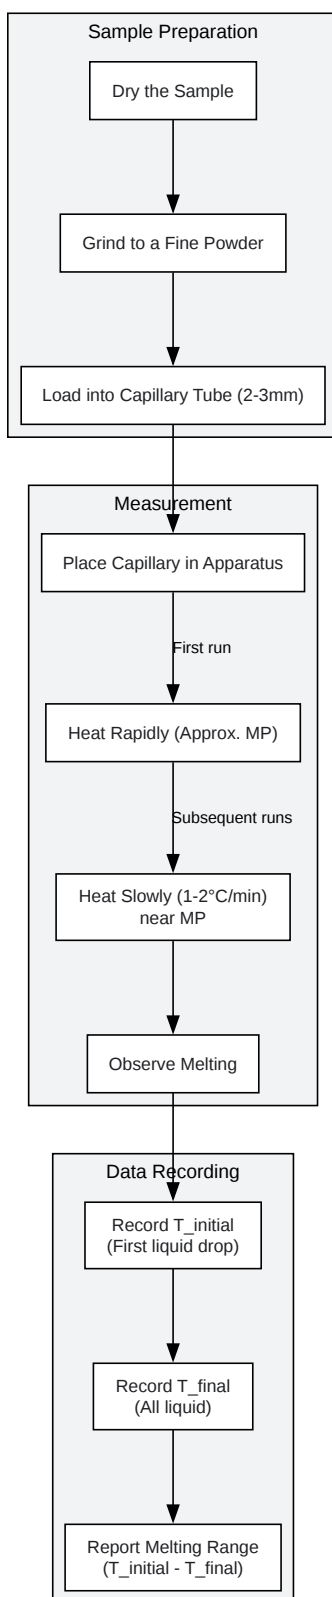 Sample Preparation
Dry the Sample
Grind to a Fine Powder
Load into Capillary Tube (2-3mm)
Measurement
Place Capillary in Apparatus
First run
Heat Rapidly (Approx. MP)
Subsequent runs
Heat Slowly (1-2°C/min)
near MP
Observe Melting
Data Recording
Record T_initial
(First liquid drop)
Record T_final
(All liquid)
Report Melting Range
(T_initial - T_final)